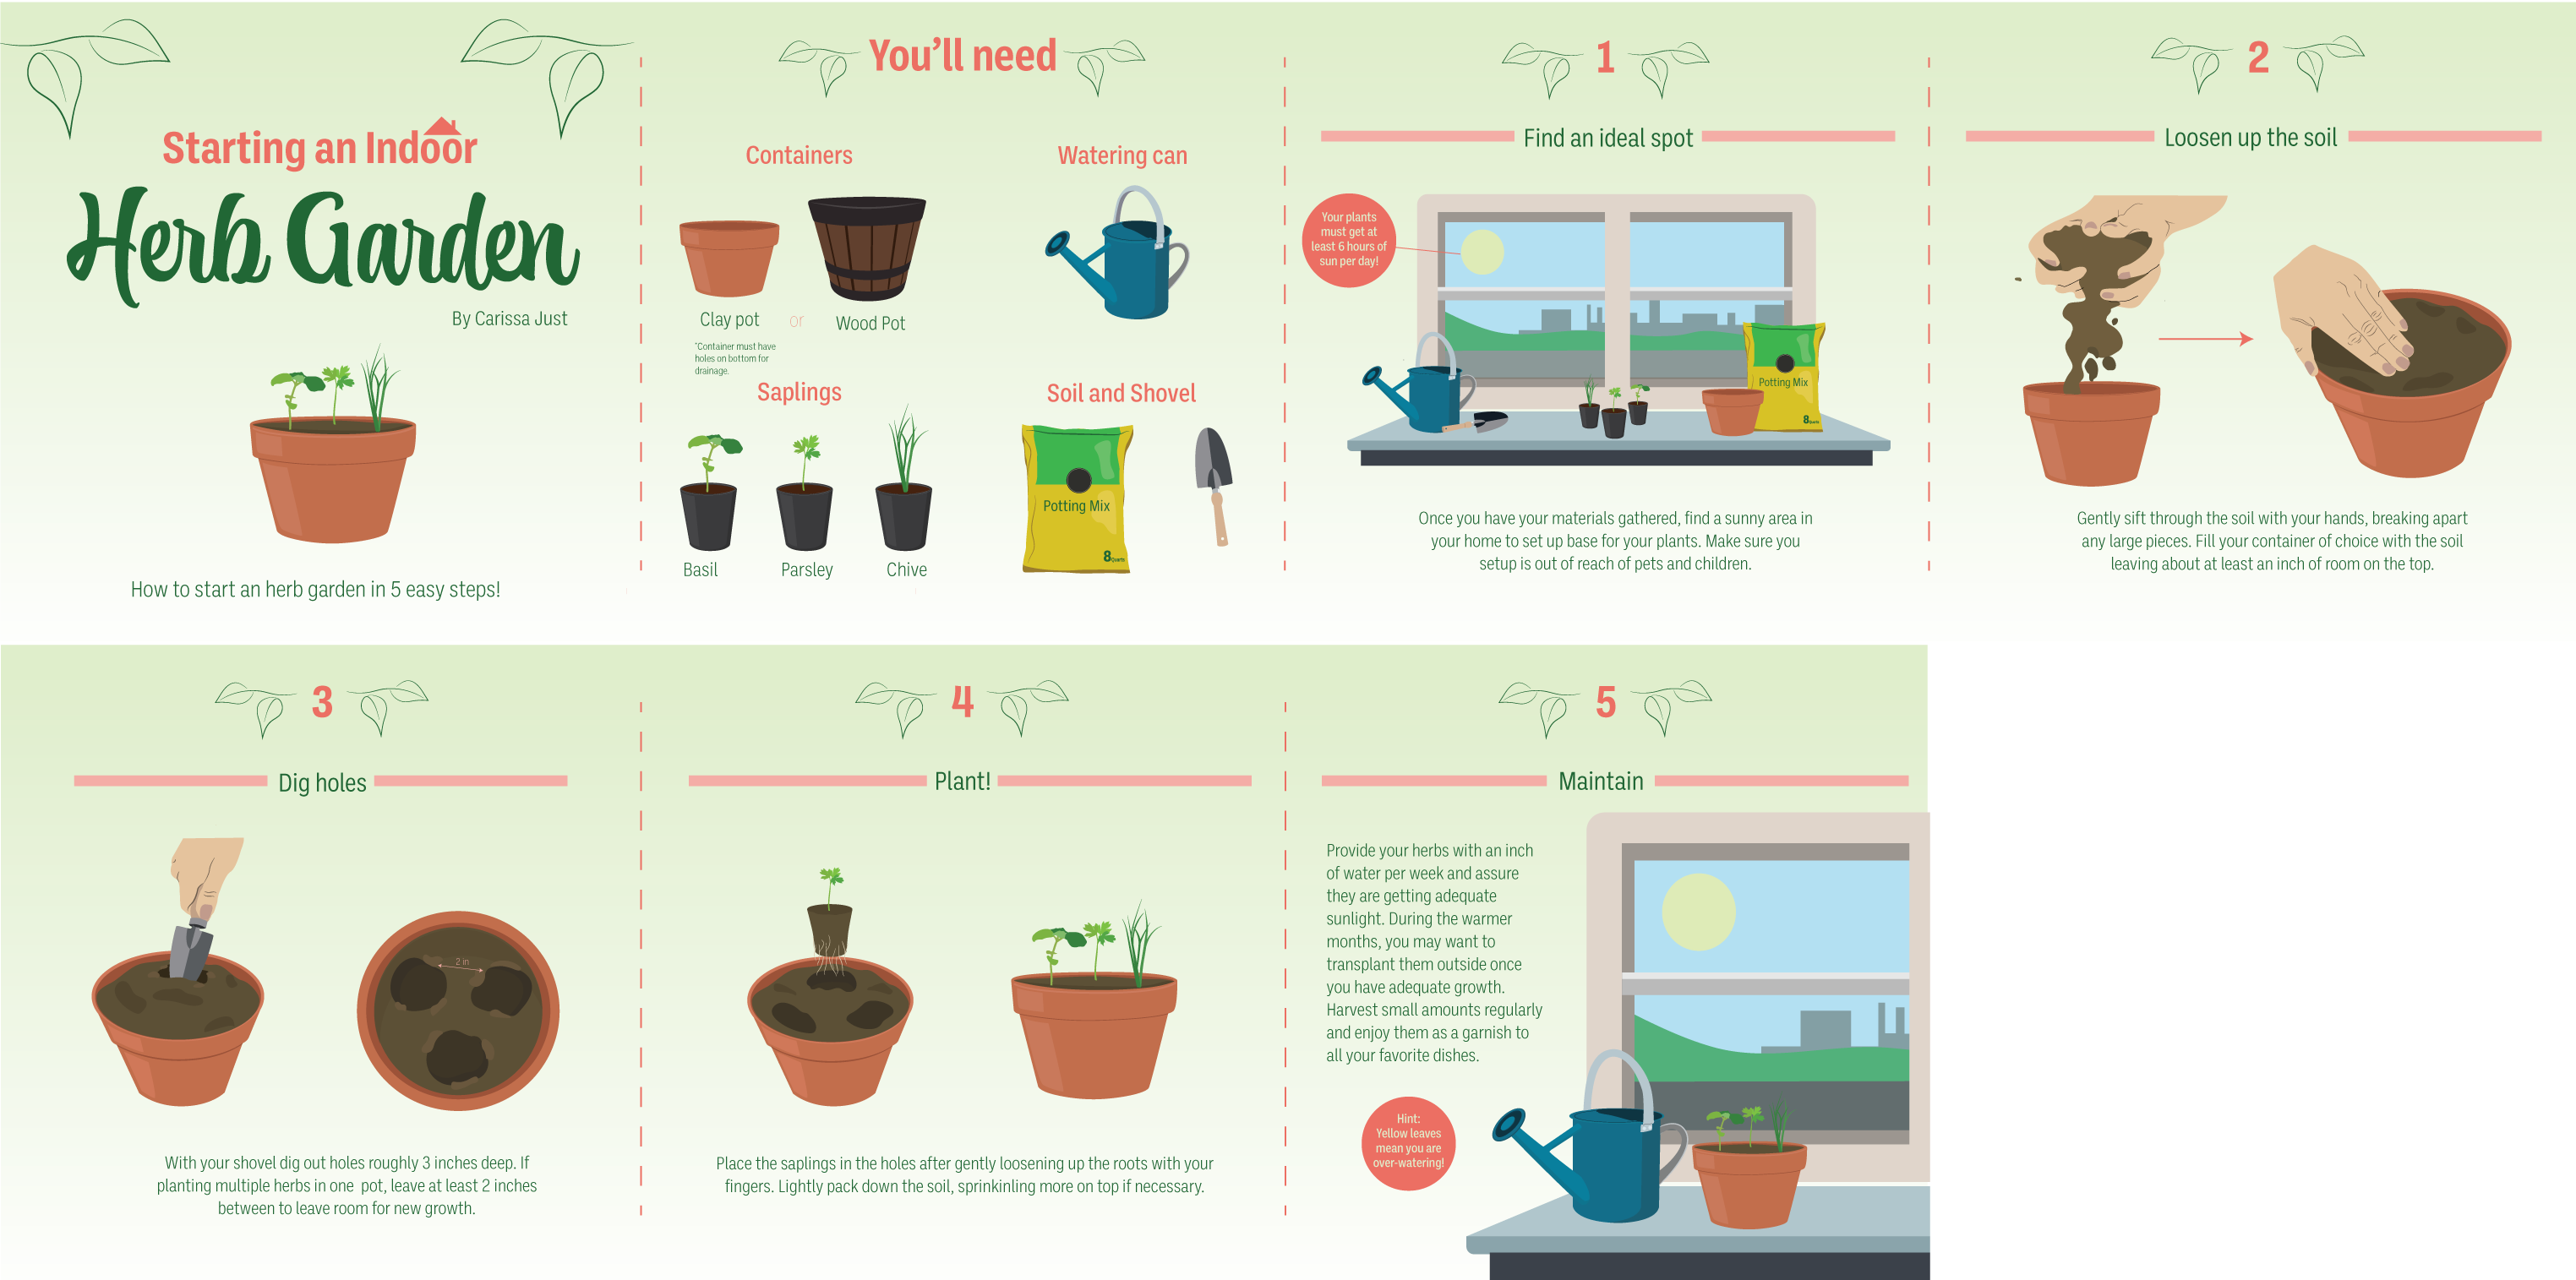 Starting an Indoor
Herb Garden
By Carissa Just
How to start an herb garden in 5 easy steps!
You'll need
Containers
Clay pot
or
Wood Pot
*Container must have
holes on bottom for
drainage.
Watering can
Saplings
Basil
Parsley
Chive
Soil and Shovel
Potting Mix
8 Quarts
1
Find an ideal spot
Your plants
must get at
least 6 hours of
sun per day!
Potting Mix
8 Quarts
Once you have your materials gathered, find a sunny area in
your home to set up base for your plants. Make sure you
setup is out of reach of pets and children.
2
Loosen up the soil
Gently sift through the soil with your hands, breaking apart
any large pieces. Fill your container of choice with the soil
leaving about at least an inch of room on the top.
3
Dig holes
2 in
With your shovel dig out holes roughly 3 inches deep. If
planting multiple herbs in one  pot, leave at least 2 inches
between to leave room for new growth.
4
Plant!
Place the saplings in the holes after gently loosening up the roots with your
fingers. Lightly pack down the soil, sprinkinling more on top if necessary.
5
Maintain
Provide your herbs with an inch
of water per week and assure
they are getting adequate
sunlight. During the warmer
months, you may want to
transplant them outside once
you have adequate growth.
Harvest small amounts regularly
and enjoy them as a garnish to
all your favorite dishes.
Hint:
Yellow leaves
mean you are
over-watering!